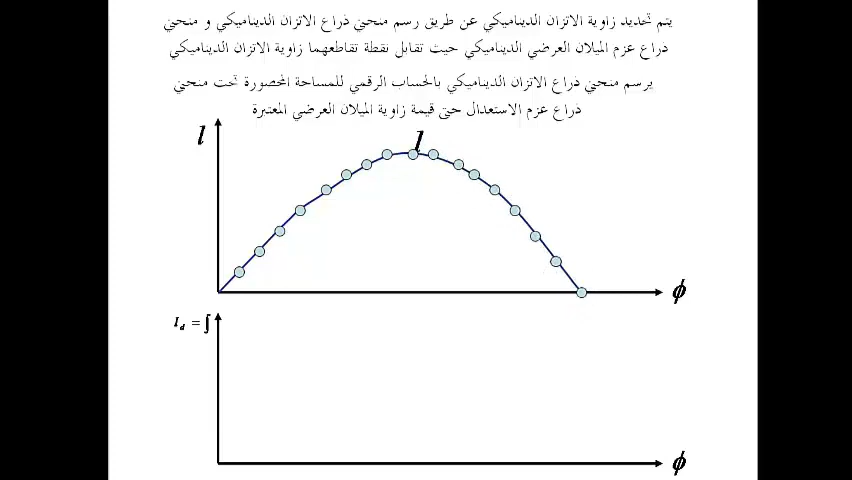 يتم تحديد زاوية الاتزان الديناميكي عن طريق رسم منحنى ذراع الاتزان الديناميكي و منحنى
ذراع عزم الميلان العرضي الديناميكي حيث تقابل نقطة تقاطعهما زاوية الاتزان الديناميكي
يرسم منحنى ذراع الاتزان الديناميكي بالحساب الرقمي للمساحة المحصورة تحت منحنى
ذراع عزم الاستعدال حتى قيمة زاوية الميلان العرضي المعتبرة
l
l
ϕ
I_d = ∫
ϕ